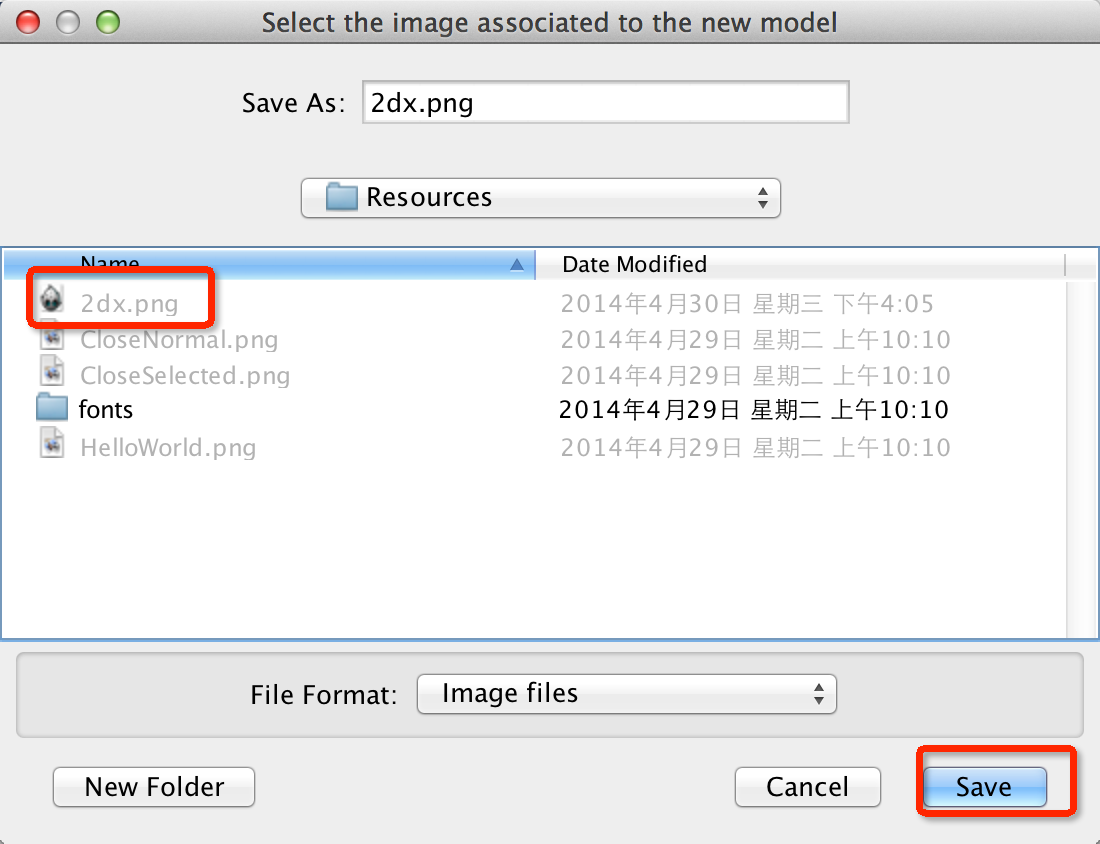 Select the image associated to the new model
Save As: 2dx.png
Resources
Name Date Modified
2dx.png 2014年4月30日 星期三 下午4:05
CloseNormal.png 2014年4月29日 星期二 上午10:10
CloseSelected.png 2014年4月29日 星期二 上午10:10
fonts 2014年4月29日 星期二 上午10:10
HelloWorld.png 2014年4月29日 星期二 上午10:10
File Format: Image files
New Folder Cancel Save